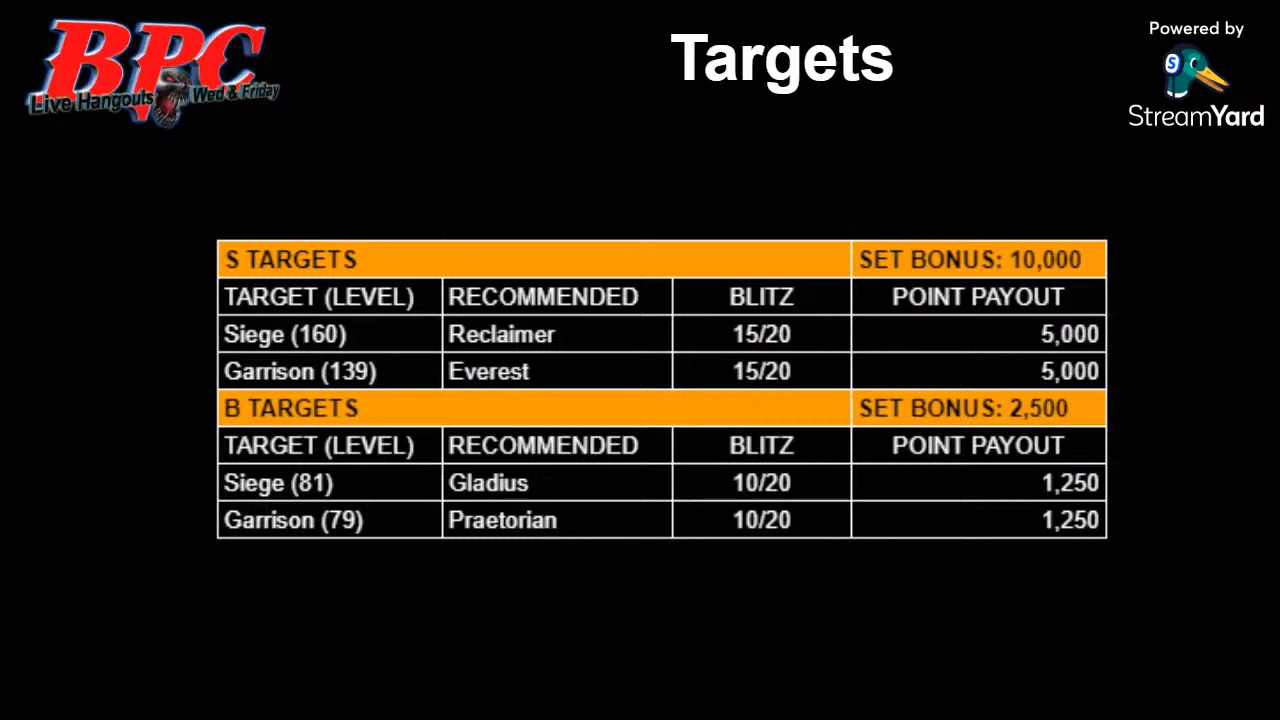 BPC
Live Hangouts Wed & Friday
Targets
Powered by
S
StreamYard
S TARGETS SET BONUS: 10,000
TARGET (LEVEL) RECOMMENDED BLITZ POINT PAYOUT
Siege (160) Reclaimer 15/20 5,000
Garrison (139) Everest 15/20 5,000
B TARGETS SET BONUS: 2,500
TARGET (LEVEL) RECOMMENDED BLITZ POINT PAYOUT
Siege (81) Gladius 10/20 1,250
Garrison (79) Praetorian 10/20 1,250